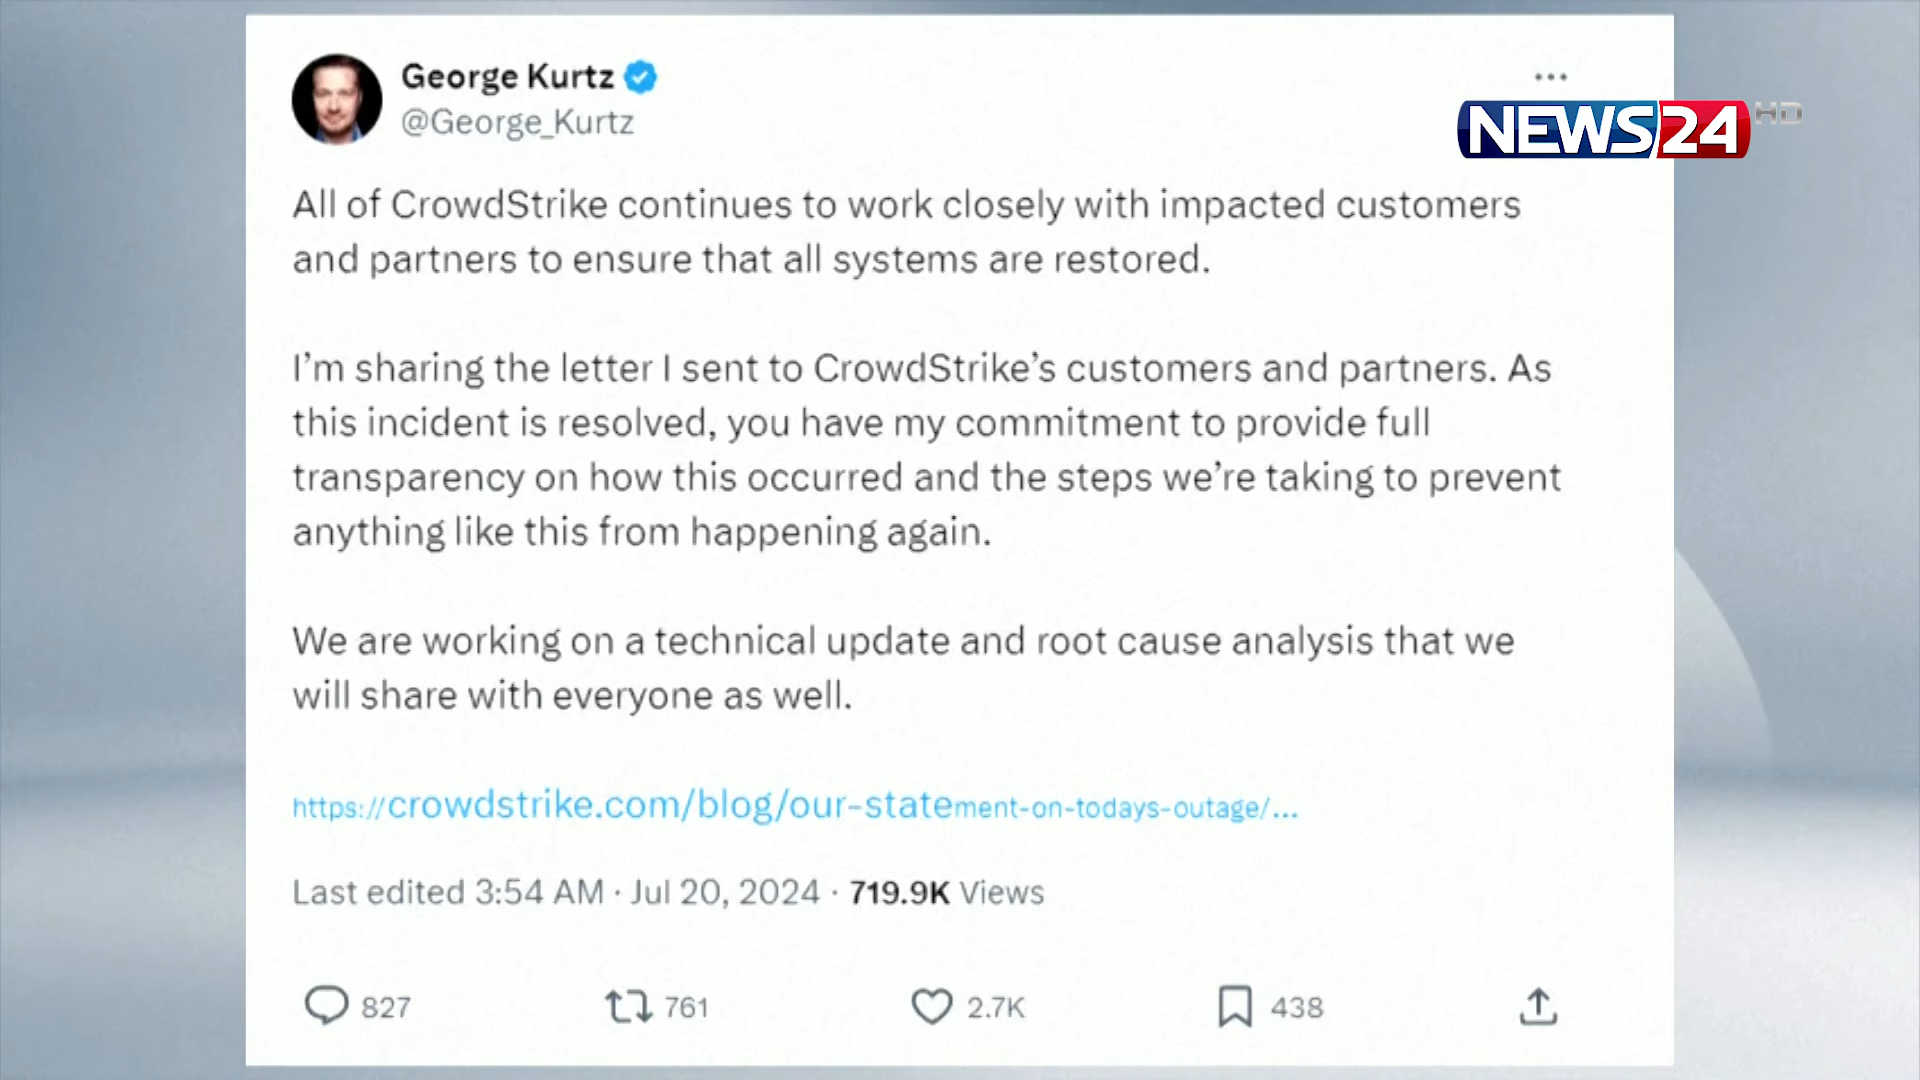 George Kurtz
@George_Kurtz
NEWS24 HD
All of CrowdStrike continues to work closely with impacted customers
and partners to ensure that all systems are restored.
I’m sharing the letter I sent to CrowdStrike’s customers and partners. As
this incident is resolved, you have my commitment to provide full
transparency on how this occurred and the steps we’re taking to prevent
anything like this from happening again.
We are working on a technical update and root cause analysis that we
will share with everyone as well.
https://crowdstrike.com/blog/our-statement-on-todays-outage/...
Last edited 3:54 AM · Jul 20, 2024 · 719.9K Views
827 761 2.7K 438